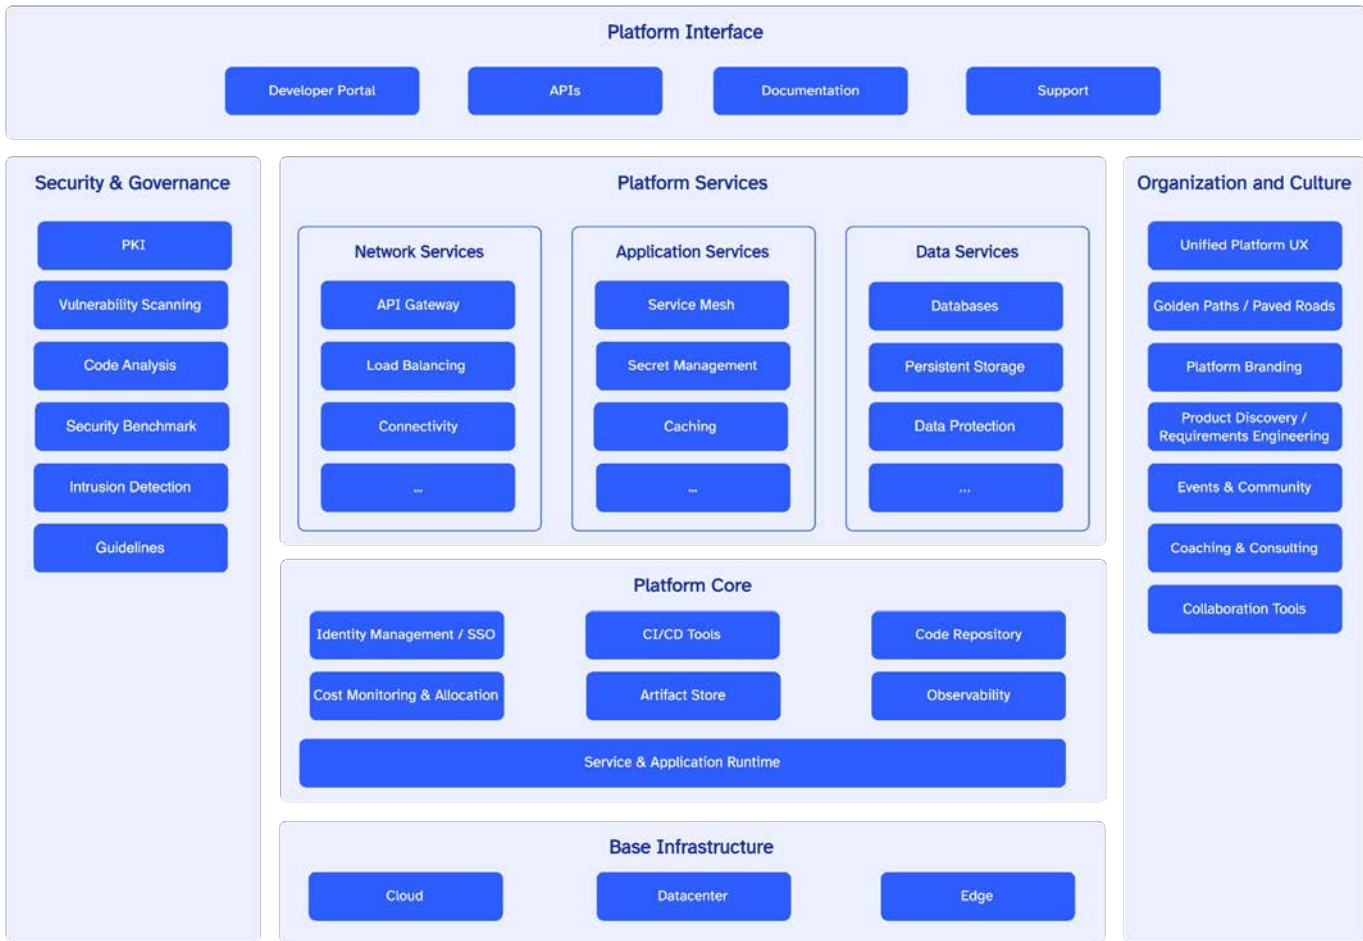 Platform Interface
Developer Portal
APIs
Documentation
Support
Security & Governance
PKI
Vulnerability Scanning
Code Analysis
Security Benchmark
Intrusion Detection
Guidelines
Platform Services
Network Services
API Gateway
Load Balancing
Connectivity
...
Application Services
Service Mesh
Secret Management
Caching
...
Data Services
Databases
Persistent Storage
Data Protection
...
Platform Core
Identity Management / SSO
CI/CD Tools
Code Repository
Cost Monitoring & Allocation
Artifact Store
Observability
Service & Application Runtime
Base Infrastructure
Cloud
Datacenter
Edge
Organization and Culture
Unified Platform UX
Golden Paths / Paved Roads
Platform Branding
Product Discovery /
Requirements Engineering
Events & Community
Coaching & Consulting
Collaboration Tools